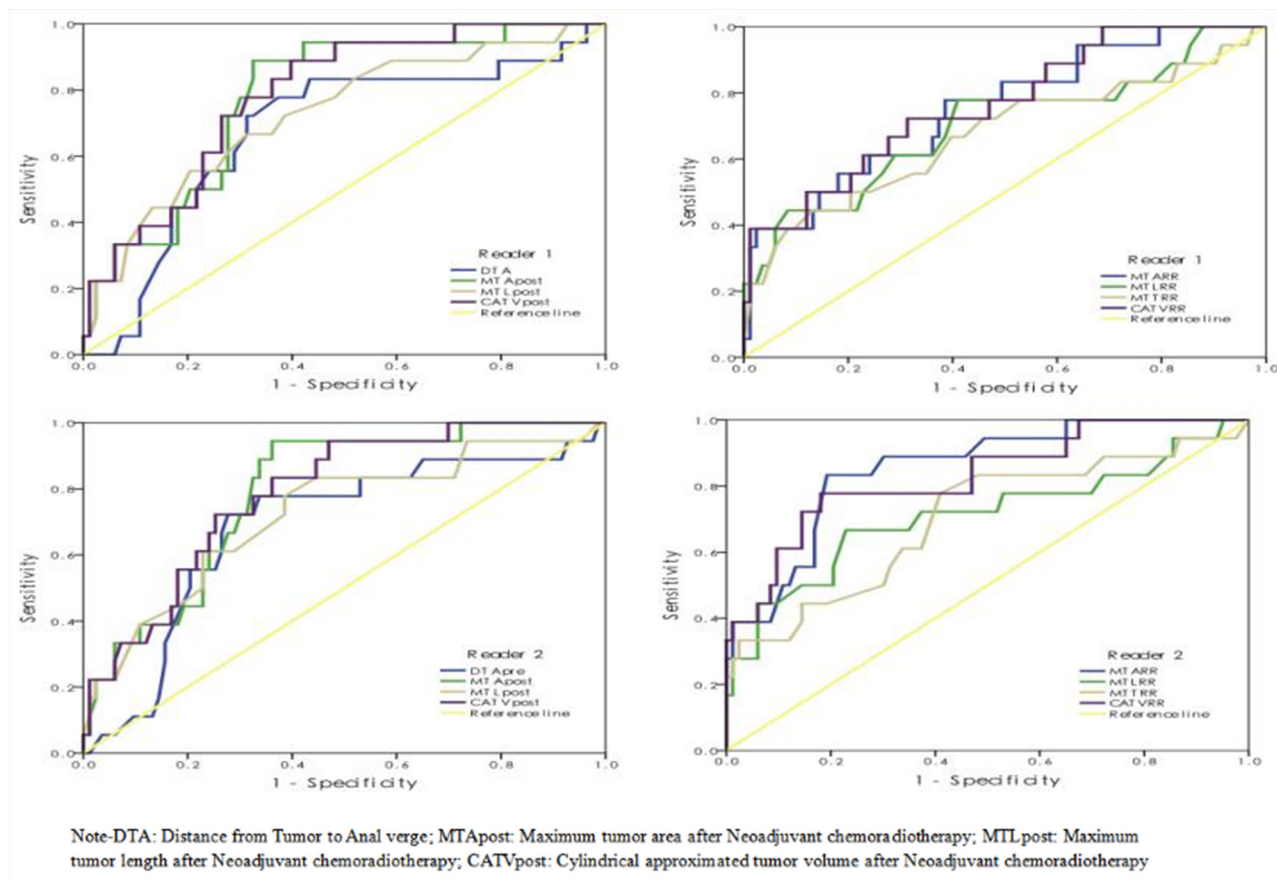 1.0
0.8
0.6
0.4
0.2
0.0
Sensitivity
Reader 1
DTA
MTApost
MTLpost
CATVpost
Reference line
0.0 0.2 0.4 0.6 0.8 1.0
1 - Specificity
1.0
0.8
0.6
0.4
0.2
0.0
Sensitivity
Reader 1
MTARR
MTLRR
MTTRR
CATVRR
Reference line
0.0 0.2 0.4 0.6 0.8 1.0
1 - Specificity
1.0
0.8
0.6
0.4
0.2
0.0
Sensitivity
Reader 2
DTApre
MTApost
MTLpost
CATVpost
Reference line
0.0 0.2 0.4 0.6 0.8 1.0
1 - Specificity
1.0
0.8
0.6
0.4
0.2
0.0
Sensitivity
Reader 2
MTARR
MTLRR
MTTRR
CATVRR
Reference line
0.0 0.2 0.4 0.6 0.8 1.0
1 - Specificity
Note-DTA: Distance from Tumor to Anal verge; MTApost: Maximum tumor area after Neoadjuvant chemoradiotherapy; MTLpost: Maximum
tumor length after Neoadjuvant chemoradiotherapy; CATVpost: Cylindrical approximated tumor volume after Neoadjuvant chemoradiotherapy